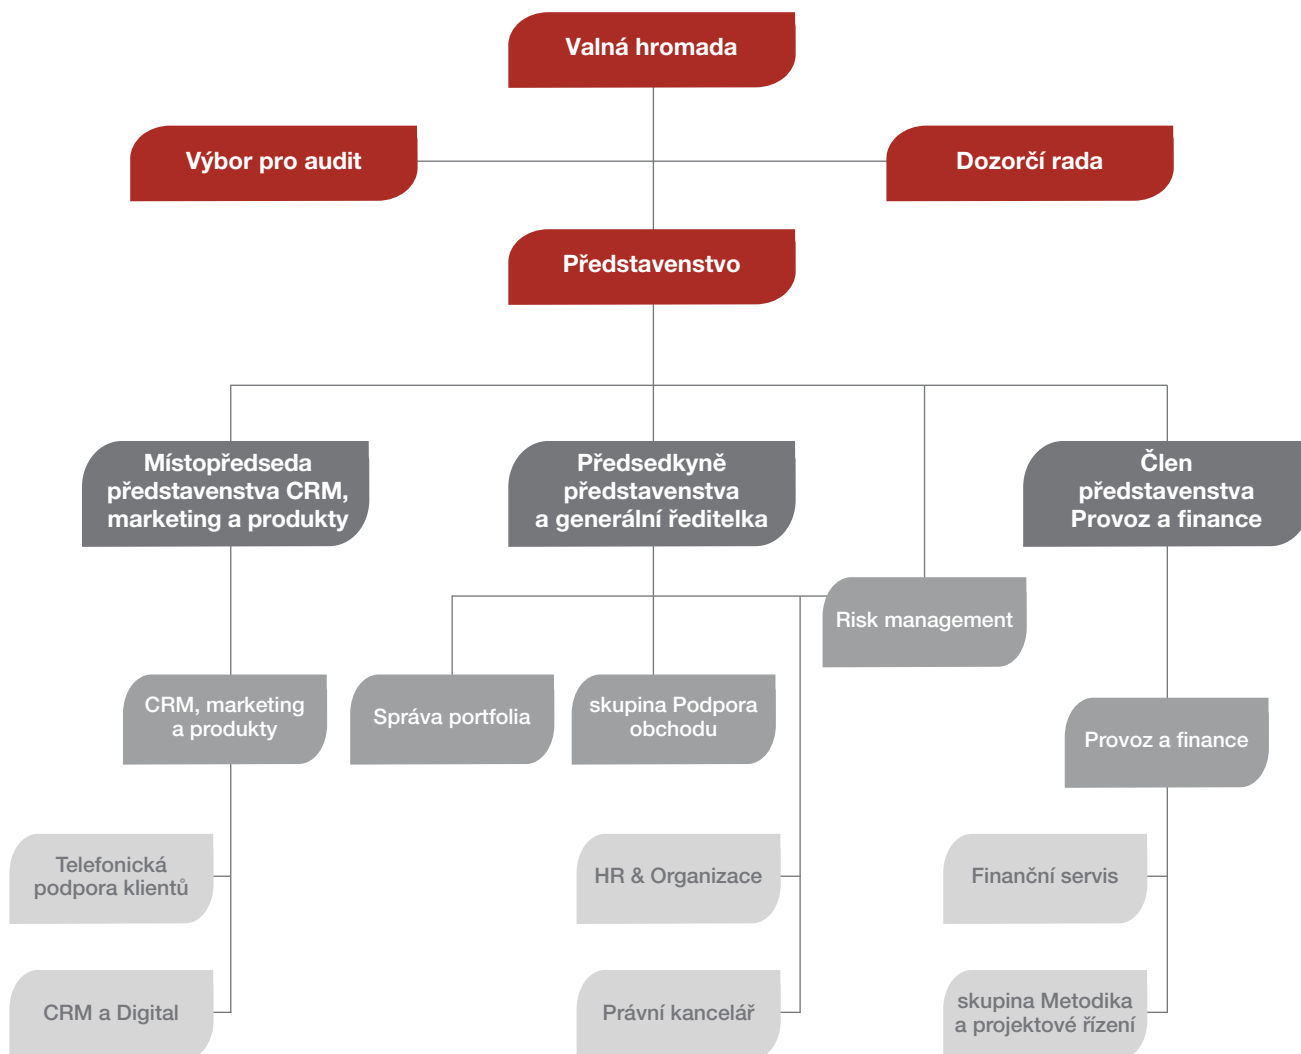 Valná hromada
Výbor pro audit
Dozorčí rada
Představenstvo
Místopředseda
představenstva CRM,
marketing a produkty
Předsedkyně
představenstva
a generální ředitelka
Člen
představenstva
Provoz a finance
Risk management
CRM, marketing
a produkty
Správa portfolia
skupina Podpora
obchodu
Provoz a finance
Telefonická
podpora klientů
HR & Organizace
Finanční servis
CRM a Digital
Právní kancelář
skupina Metodika
a projektové řízení